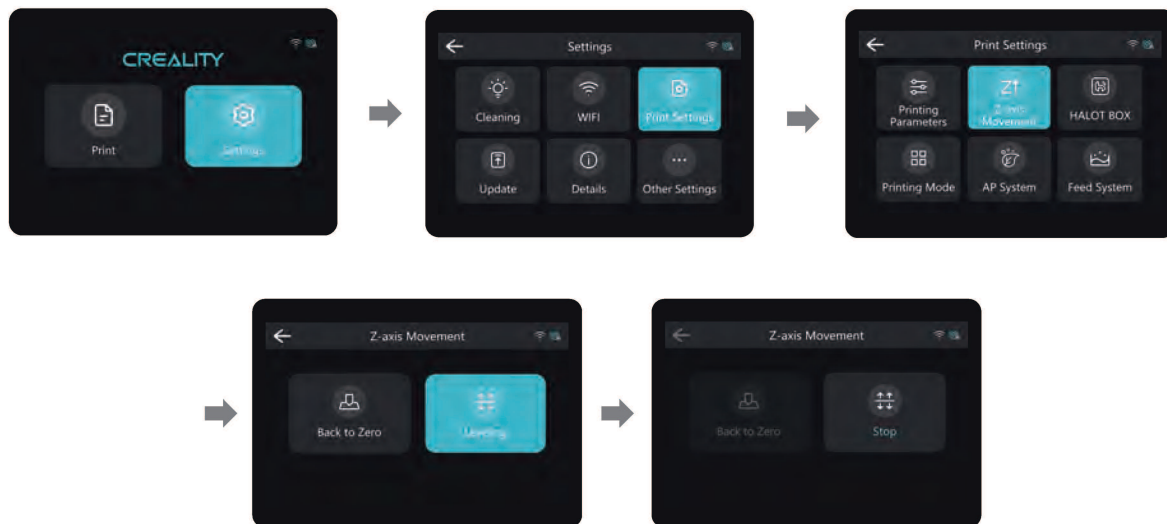 CREALITY
Print
Settings
Settings
Cleaning
WIFI
Print Settings
Update
Details
Other Settings
Print Settings
Printing
Parameters
Z-axis
Movement
HALOT BOX
Printing Mode
AP System
Feed System
Z-axis Movement
Back to Zero
Leveling
Z-axis Movement
Back to Zero
Stop